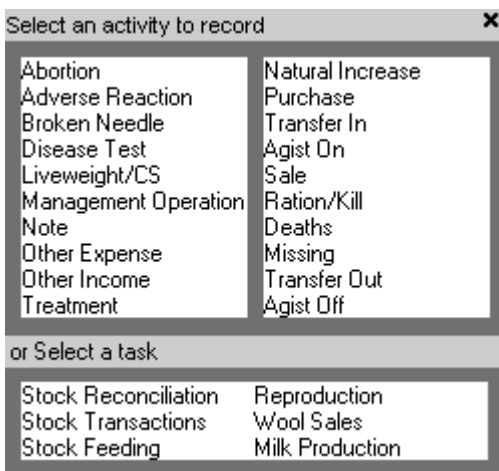 Select an activity to record
Abortion
Adverse Reaction
Broken Needle
Disease Test
Liveweight/CS
Management Operation
Note
Other Expense
Other Income
Treatment
Natural Increase
Purchase
Transfer In
Agist On
Sale
Ration/Kill
Deaths
Missing
Transfer Out
Agist Off
or Select a task
Stock Reconciliation
Stock Transactions
Stock Feeding
Reproduction
Wool Sales
Milk Production